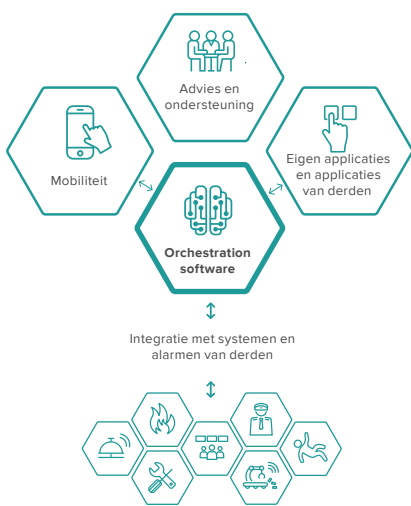 Advies en
ondersteuning
Mobiliteit
Eigen applicaties
en applicaties
van derden
Orchestration
software
Integratie met systemen en
alarmen van derden